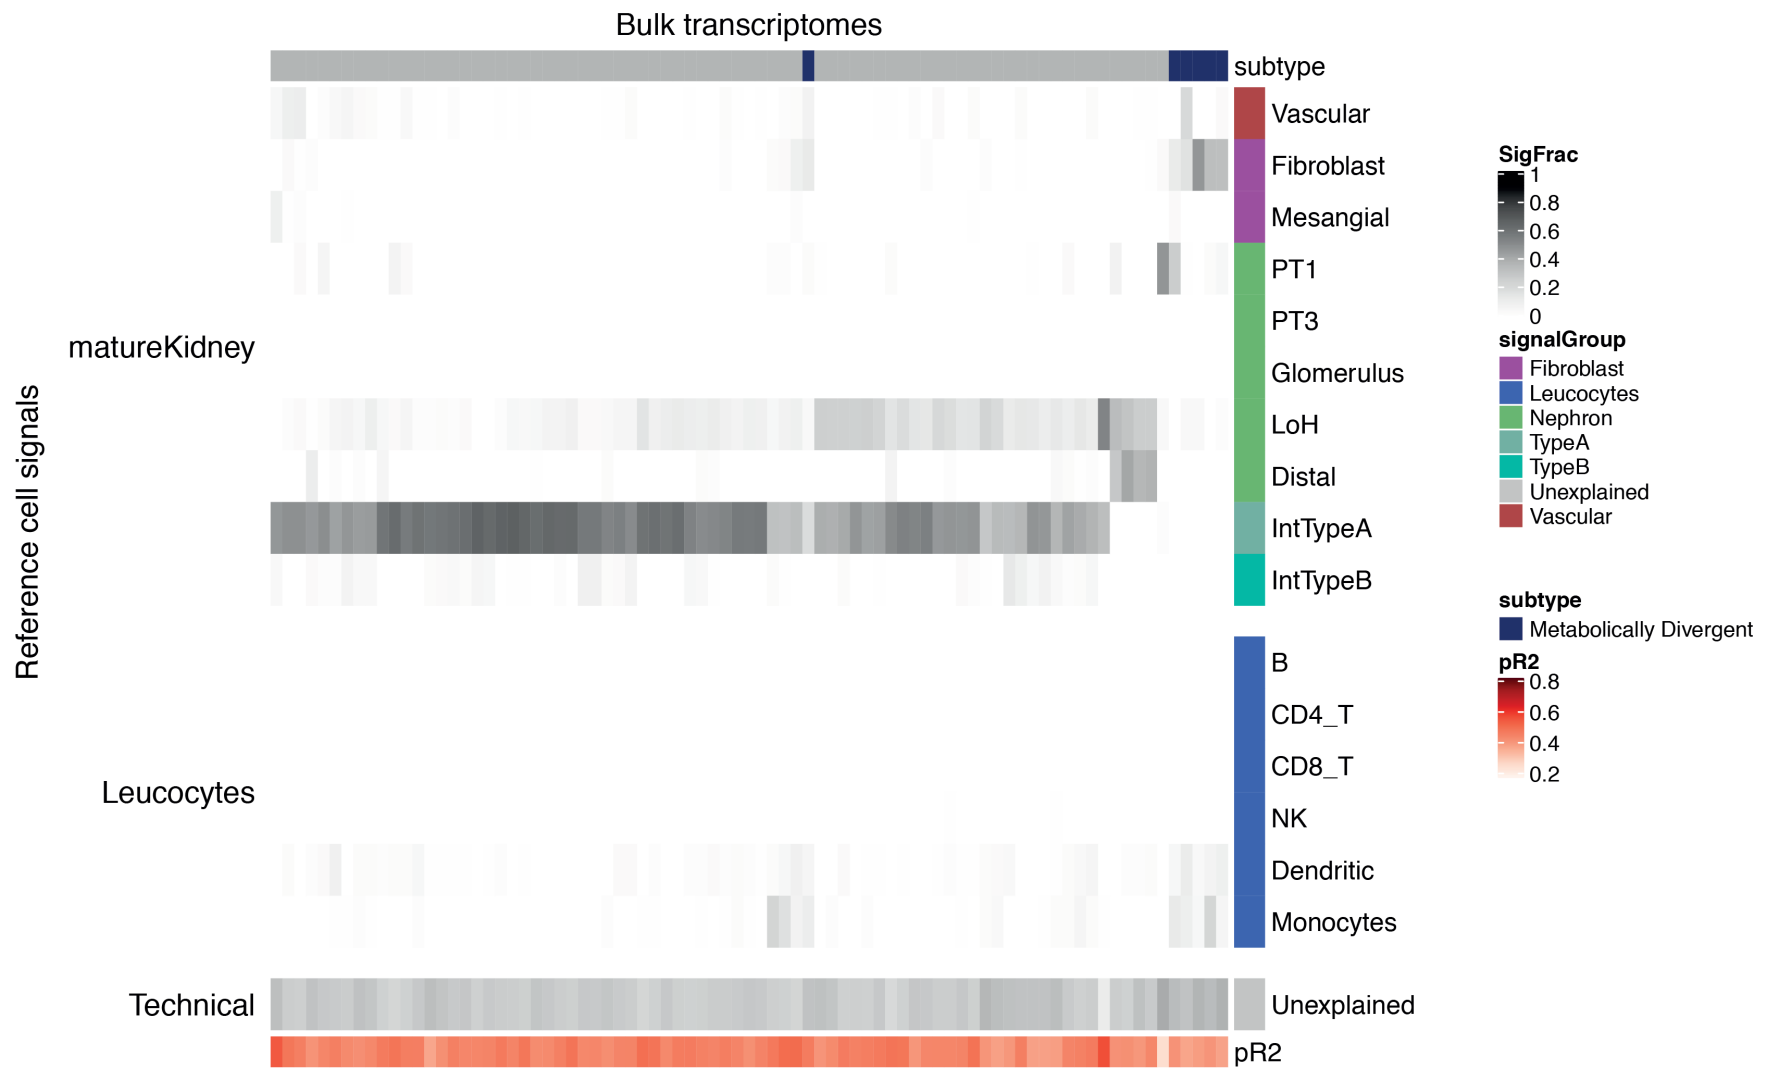 Bulk transcriptomes
subtype
Vascular
Fibroblast
Mesangial
PT1
PT3
Glomerulus
LoH
Distal
IntTypeA
IntTypeB
B
CD4_T
CD8_T
NK
Dendritic
Monocytes
Unexplained
pR2
Reference cell signals
matureKidney
Leucocytes
Technical
SigFrac
1
0.8
0.6
0.4
0.2
0
signalGroup
Fibroblast
Leucocytes
Nephron
TypeA
TypeB
Unexplained
Vascular
subtype
Metabolically Divergent
pR2
0.8
0.6
0.4
0.2